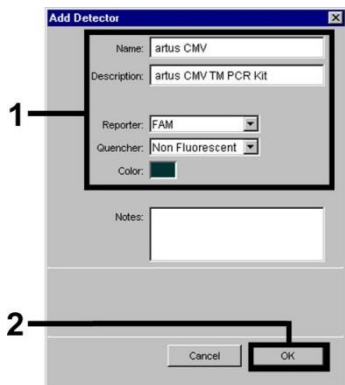 Add Detector
1
Name: artus CMV
Description: artus CMV TM PCR Kit
Reporter: FAM
Quencher: Non Fluorescent
Color:
Notes:
2
Cancel OK